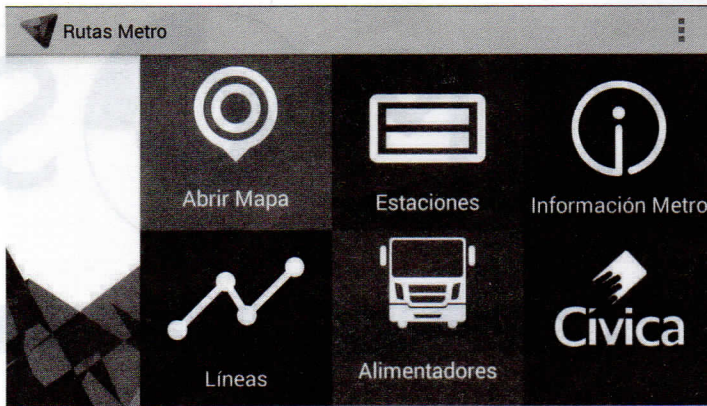 Rutas Metro
Abrir Mapa
Estaciones
Información Metro
Líneas
Alimentadores
Cívica